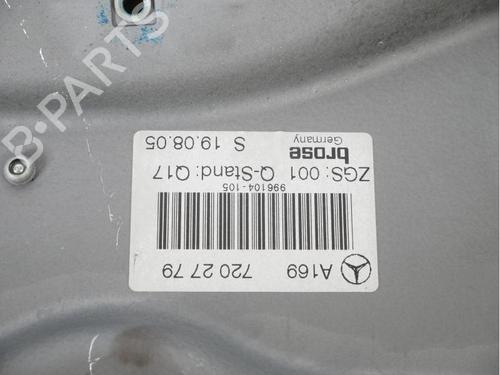 A169 720 27 79
996104-105
ZGS: 001 Q-Stand: Q17
brose
Germany
S 19.08.05
B-PARTS